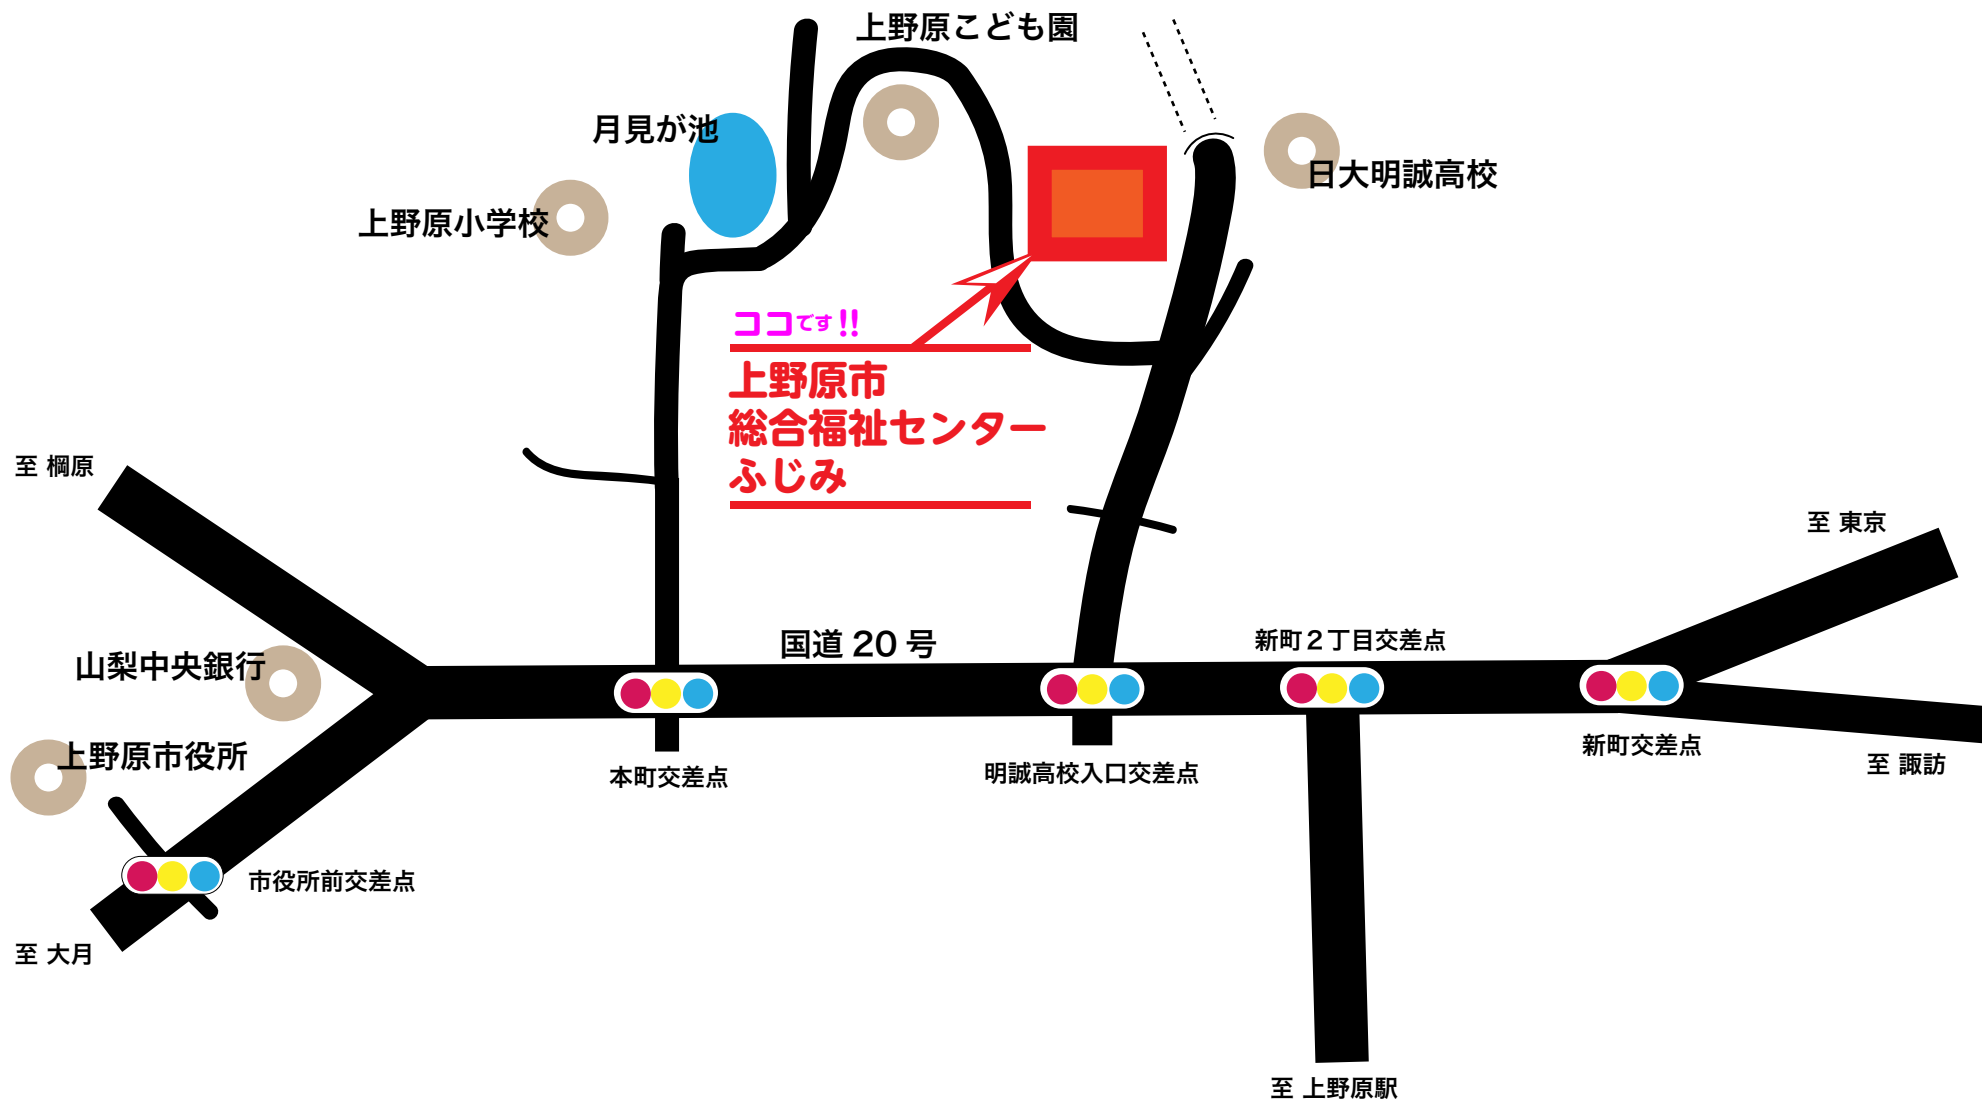 上野原こども園
月見が池
日大明誠高校
上野原小学校
ココです!!
上野原市
総合福祉センター
ふじみ
至 棡原
至 東京
国道 20 号
新町２丁目交差点
山梨中央銀行
上野原市役所
本町交差点
明誠高校入口交差点
新町交差点
至 諏訪
市役所前交差点
至 大月
至 上野原駅